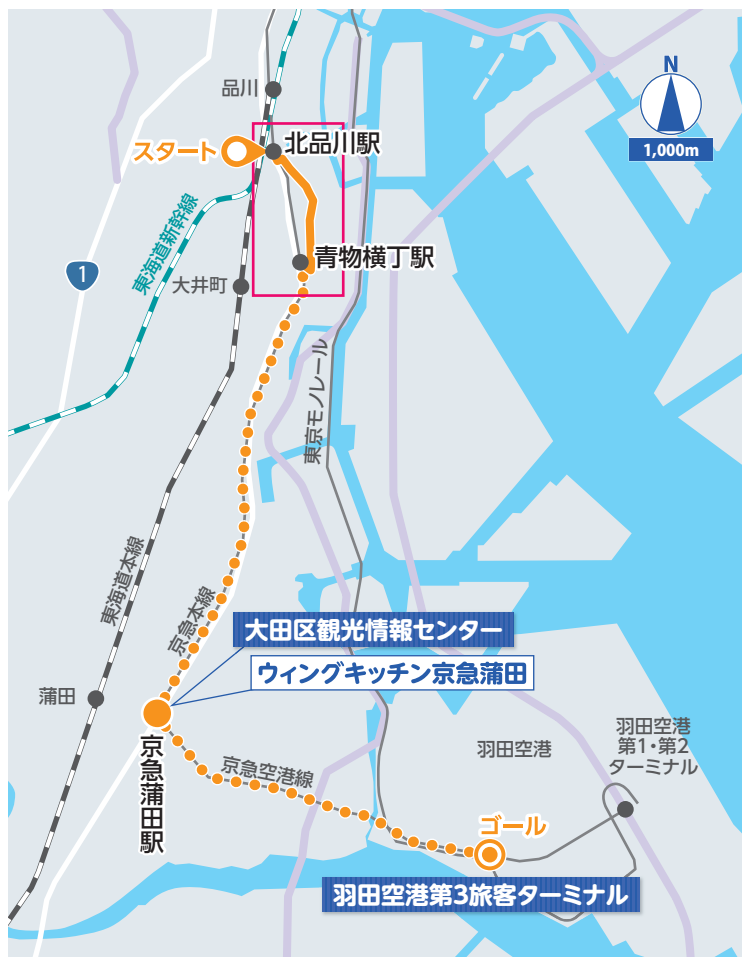 品川
N
1,000m
スタート
北品川駅
東海道新幹線
青物横丁駅
1
大井町
東京モノレール
東海道本線
京急本線
大田区観光情報センター
ウィングキッチン京急蒲田
蒲田
京急蒲田駅
羽田空港
羽田空港
第1・第2
ターミナル
京急空港線
ゴール
羽田空港第3旅客ターミナル